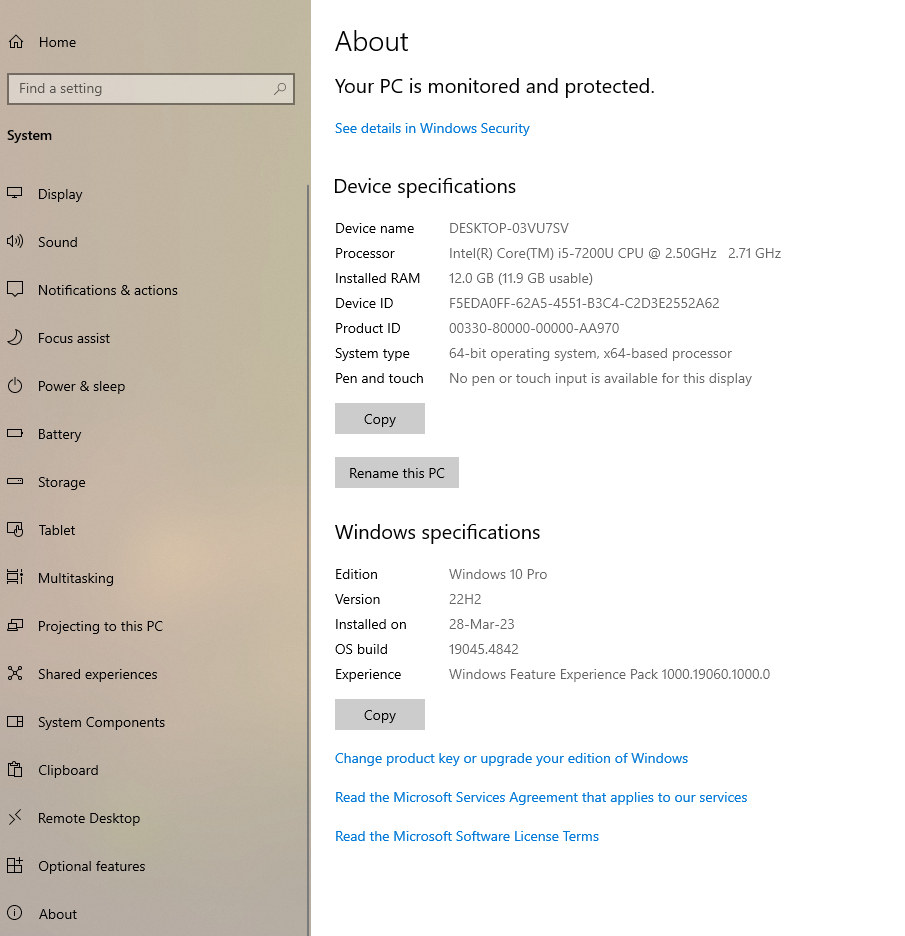 Home
Find a setting
System
Display
Sound
Notifications & actions
Focus assist
Power & sleep
Battery
Storage
Tablet
Multitasking
Projecting to this PC
Shared experiences
System Components
Clipboard
Remote Desktop
Optional features
About
About
Your PC is monitored and protected.
See details in Windows Security
Device specifications
Device name DESKTOP-03VU7SV
Processor Intel(R) Core(TM) i5-7200U CPU @ 2.50GHz 2.71 GHz
Installed RAM 12.0 GB (11.9 GB usable)
Device ID F5EDA0FF-62A5-4551-B3C4-C2D3E2552A62
Product ID 00330-80000-00000-AA970
System type 64-bit operating system, x64-based processor
Pen and touch No pen or touch input is available for this display
Copy
Rename this PC
Windows specifications
Edition Windows 10 Pro
Version 22H2
Installed on 28-Mar-23
OS build 19045.4842
Experience Windows Feature Experience Pack 1000.19060.1000.0
Copy
Change product key or upgrade your edition of Windows
Read the Microsoft Services Agreement that applies to our services
Read the Microsoft Software License Terms